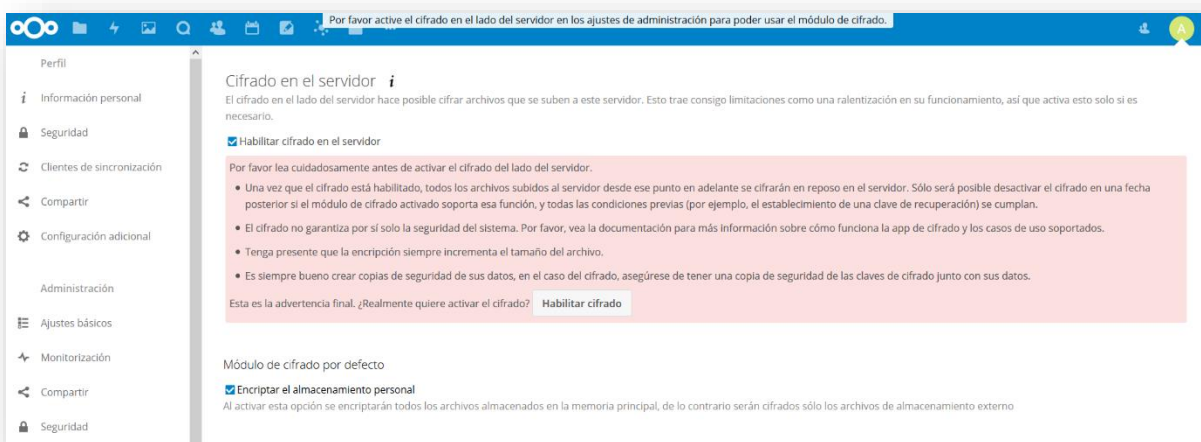 Por favor active el cifrado en el lado del servidor en los ajustes de administración para poder usar el módulo de cifrado.
A
Perfil
Información personal
Seguridad
Clientes de sincronización
Compartir
Configuración adicional
Administración
Ajustes básicos
Monitorización
Compartir
Seguridad
Cifrado en el servidor i
El cifrado en el lado del servidor hace posible cifrar archivos que se suben a este servidor. Esto trae consigo limitaciones como una ralentización en su funcionamiento, así que activa esto solo si es
necesario.
Habilitar cifrado en el servidor
Por favor lea cuidadosamente antes de activar el cifrado del lado del servidor.
• Una vez que el cifrado está habilitado, todos los archivos subidos al servidor desde ese punto en adelante se cifrarán en reposo en el servidor. Sólo será posible desactivar el cifrado en una fecha
posterior si el módulo de cifrado activado soporta esa función, y todas las condiciones previas (por ejemplo, el establecimiento de una clave de recuperación) se cumplan.
• El cifrado no garantiza por sí solo la seguridad del sistema. Por favor, vea la documentación para más información sobre cómo funciona la app de cifrado y los casos de uso soportados.
• Tenga presente que la encripción siempre incrementa el tamaño del archivo.
• Es siempre bueno crear copias de seguridad de sus datos, en el caso del cifrado, asegúrese de tener una copia de seguridad de las claves de cifrado junto con sus datos.
Esta es la advertencia final. ¿Realmente quiere activar el cifrado? Habilitar cifrado
Módulo de cifrado por defecto
Encriptar el almacenamiento personal
Al activar esta opción se encriptarán todos los archivos almacenados en la memoria principal, de lo contrario serán cifrados sólo los archivos de almacenamiento externo